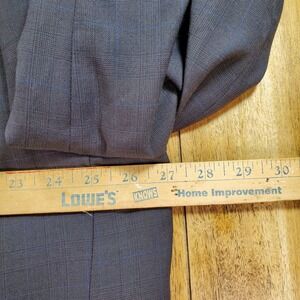 23 24 25 26 27 28 29 30
LOWE'S KNOWS Home Improvement